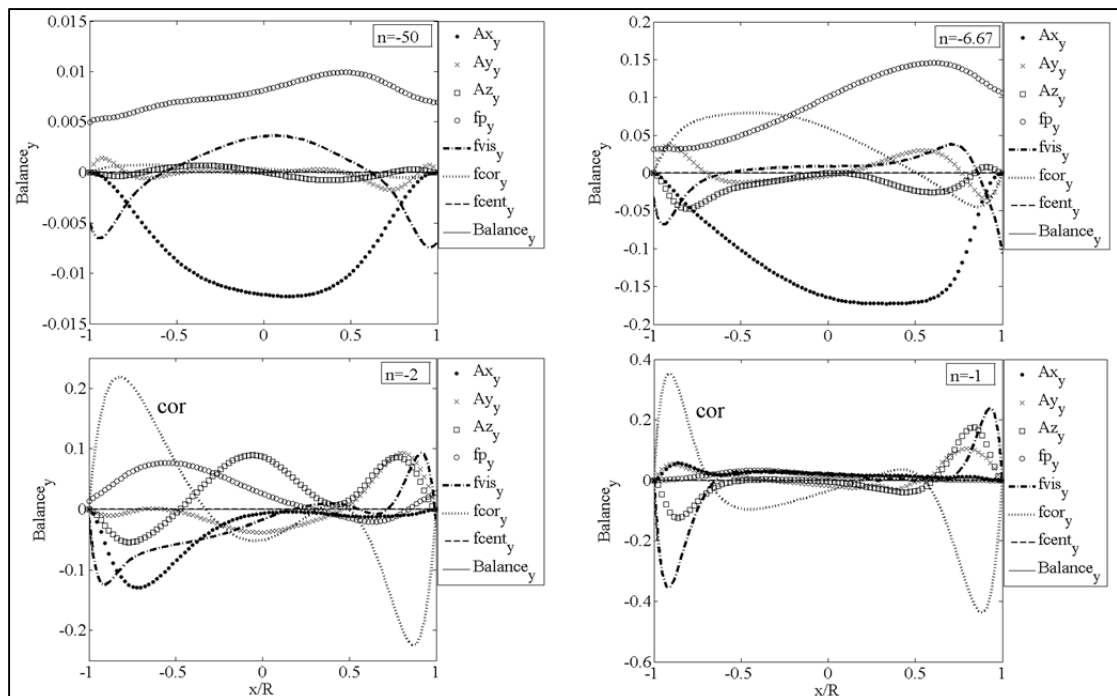 0.015
0.01
0.005
0
-0.005
-0.01
-0.015
-1
-0.5
0
0.5
1
Balance_y
n=-50
Ax_y
Ay_y
Az_y
fp_y
fvis_y
fcor_y
fcent_y
Balance_y
0.2
0.15
0.1
0.05
0
-0.05
-0.1
-0.15
-0.2
-1
-0.5
0
0.5
1
Balance_y
n=-6.67
Ax_y
Ay_y
Az_y
fp_y
fvis_y
fcor_y
fcent_y
Balance_y
0.2
0.1
0
-0.1
-0.2
-1
-0.5
0
0.5
1
x/R
Balance_y
n=-2
cor
Ax_y
Ay_y
Az_y
fp_y
fvis_y
fcor_y
fcent_y
Balance_y
0.4
0.2
0
-0.2
-0.4
-0.6
-1
-0.5
0
0.5
1
x/R
Balance_y
n=-1
cor
Ax_y
Ay_y
Az_y
fp_y
fvis_y
fcor_y
fcent_y
Balance_y